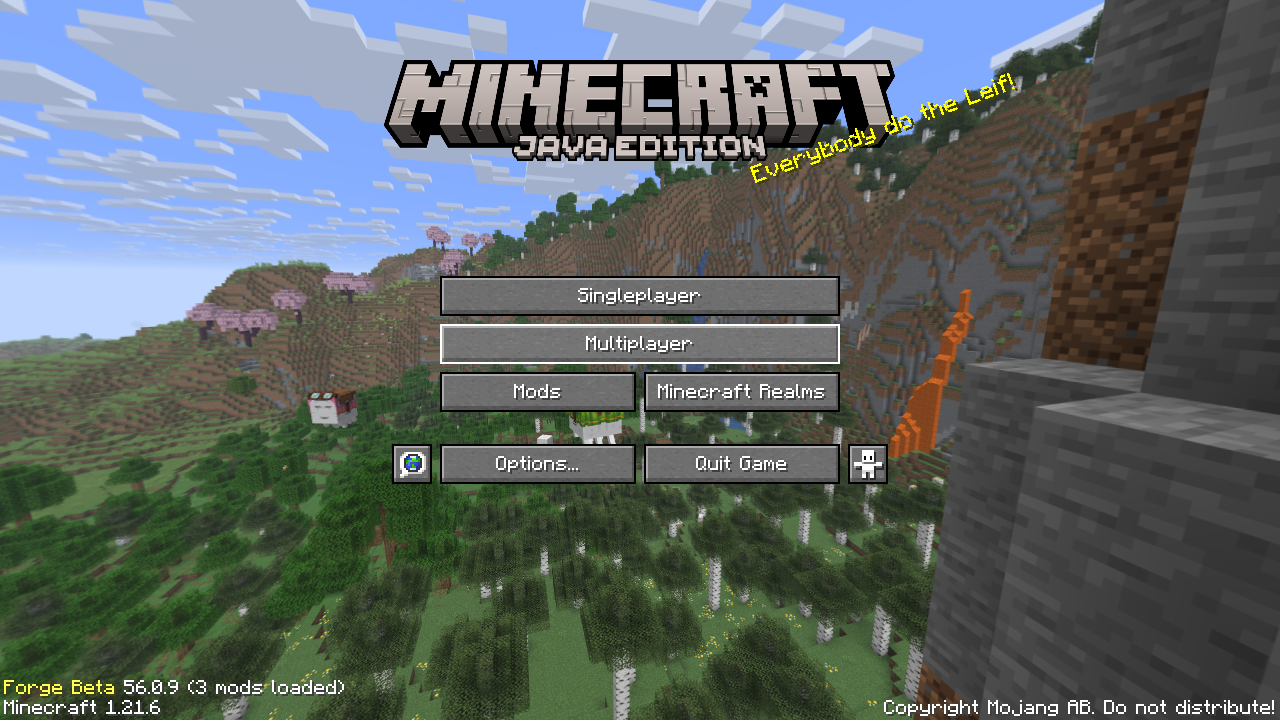 MINECRAFT
JAVA EDITION
Everybody do the Leif!
Singleplayer
Multiplayer
Mods
Minecraft Realms
Options...
Quit Game
Forge Beta 56.0.9 (3 mods loaded)
Minecraft 1.21.6
Copyright Mojang AB. Do not distribute!